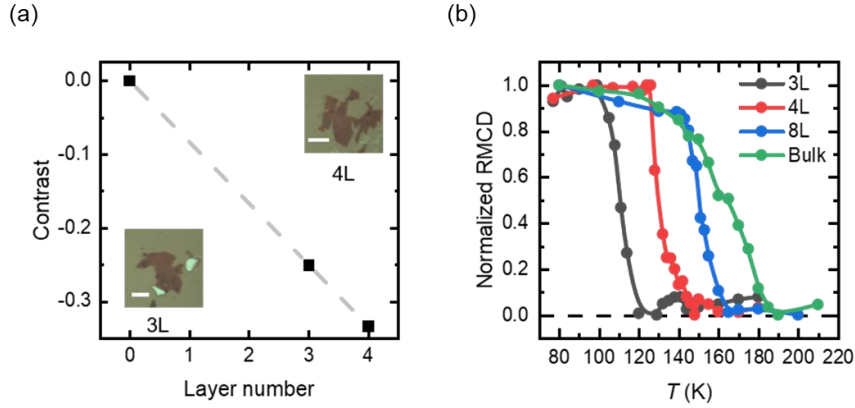 (a)
Contrast
0.0
-0.1
-0.2
-0.3
4L
3L
0 1 2 3 4
Layer number
(b)
Normalized RMCD
1.0
0.8
0.6
0.4
0.2
0.0
3L
4L
8L
Bulk
80 100 120 140 160 180 200 220
T (K)